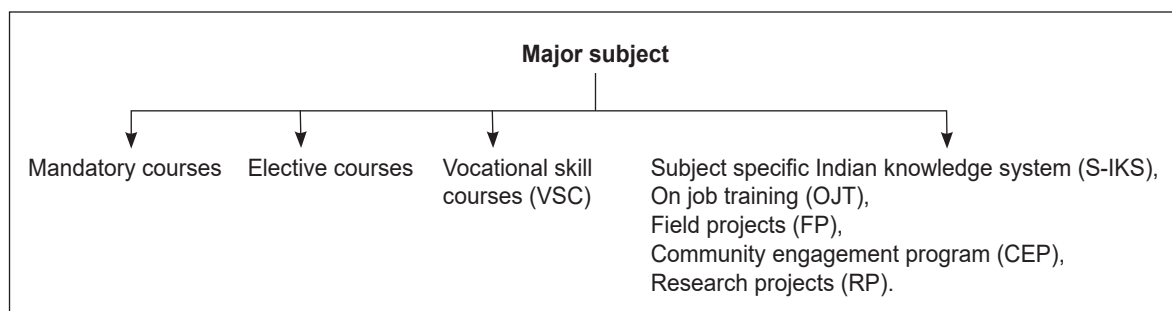 Major subject
Mandatory courses
Elective courses
Vocational skill
courses (VSC)
Subject specific Indian knowledge system (S-IKS),
On job training (OJT),
Field projects (FP),
Community engagement program (CEP),
Research projects (RP).